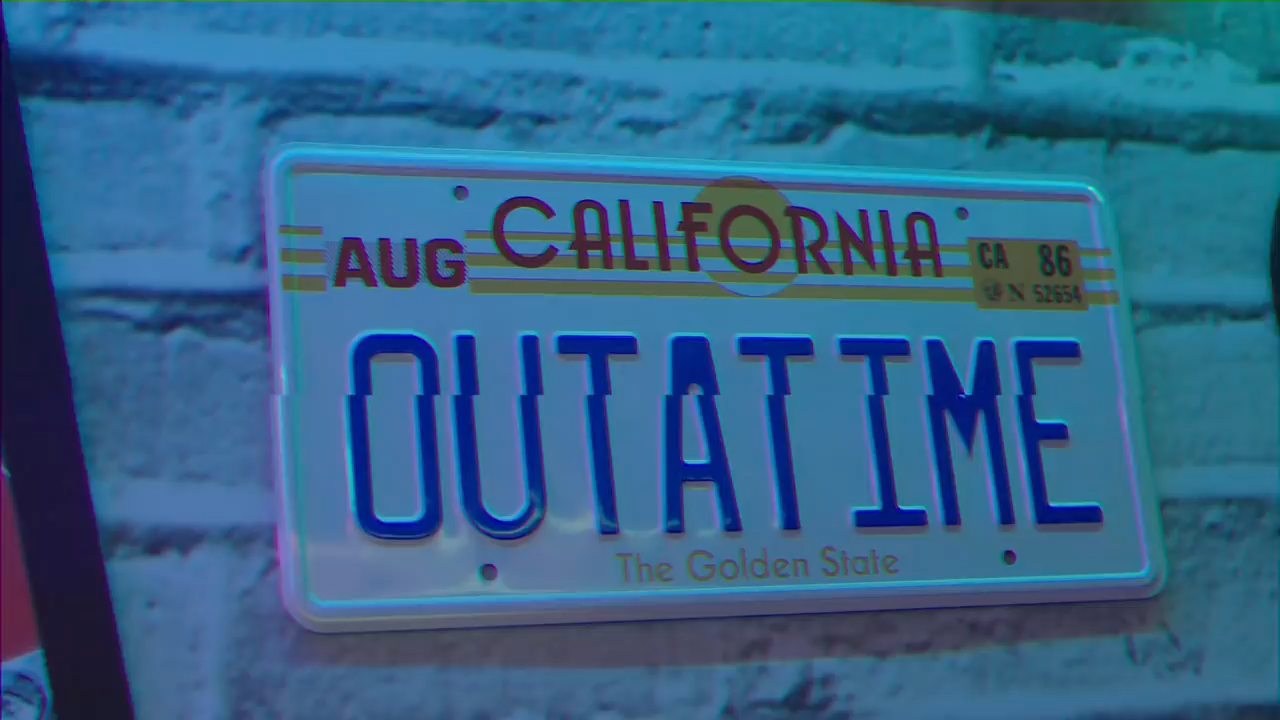 CALIFORNIA
AUG
CA 86
N 52654
OUTATIME
The Golden State